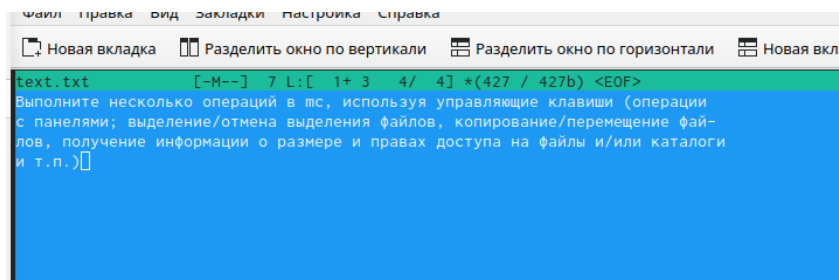 Файл Правка Вид Закладки Настройка Справка
Новая вкладка Разделить окно по вертикали Разделить окно по горизонтали Новая вкл
text.txt [-M--] 7 L:[ 1+ 3 4/ 4] *(427 / 427b) <EOF>
Выполните несколько операций в mc, используя управляющие клавиши (операции
с панелями; выделение/отмена выделения файлов, копирование/перемещение фай-
лов, получение информации о размере и правах доступа на файлы и/или каталоги
и т.п.)